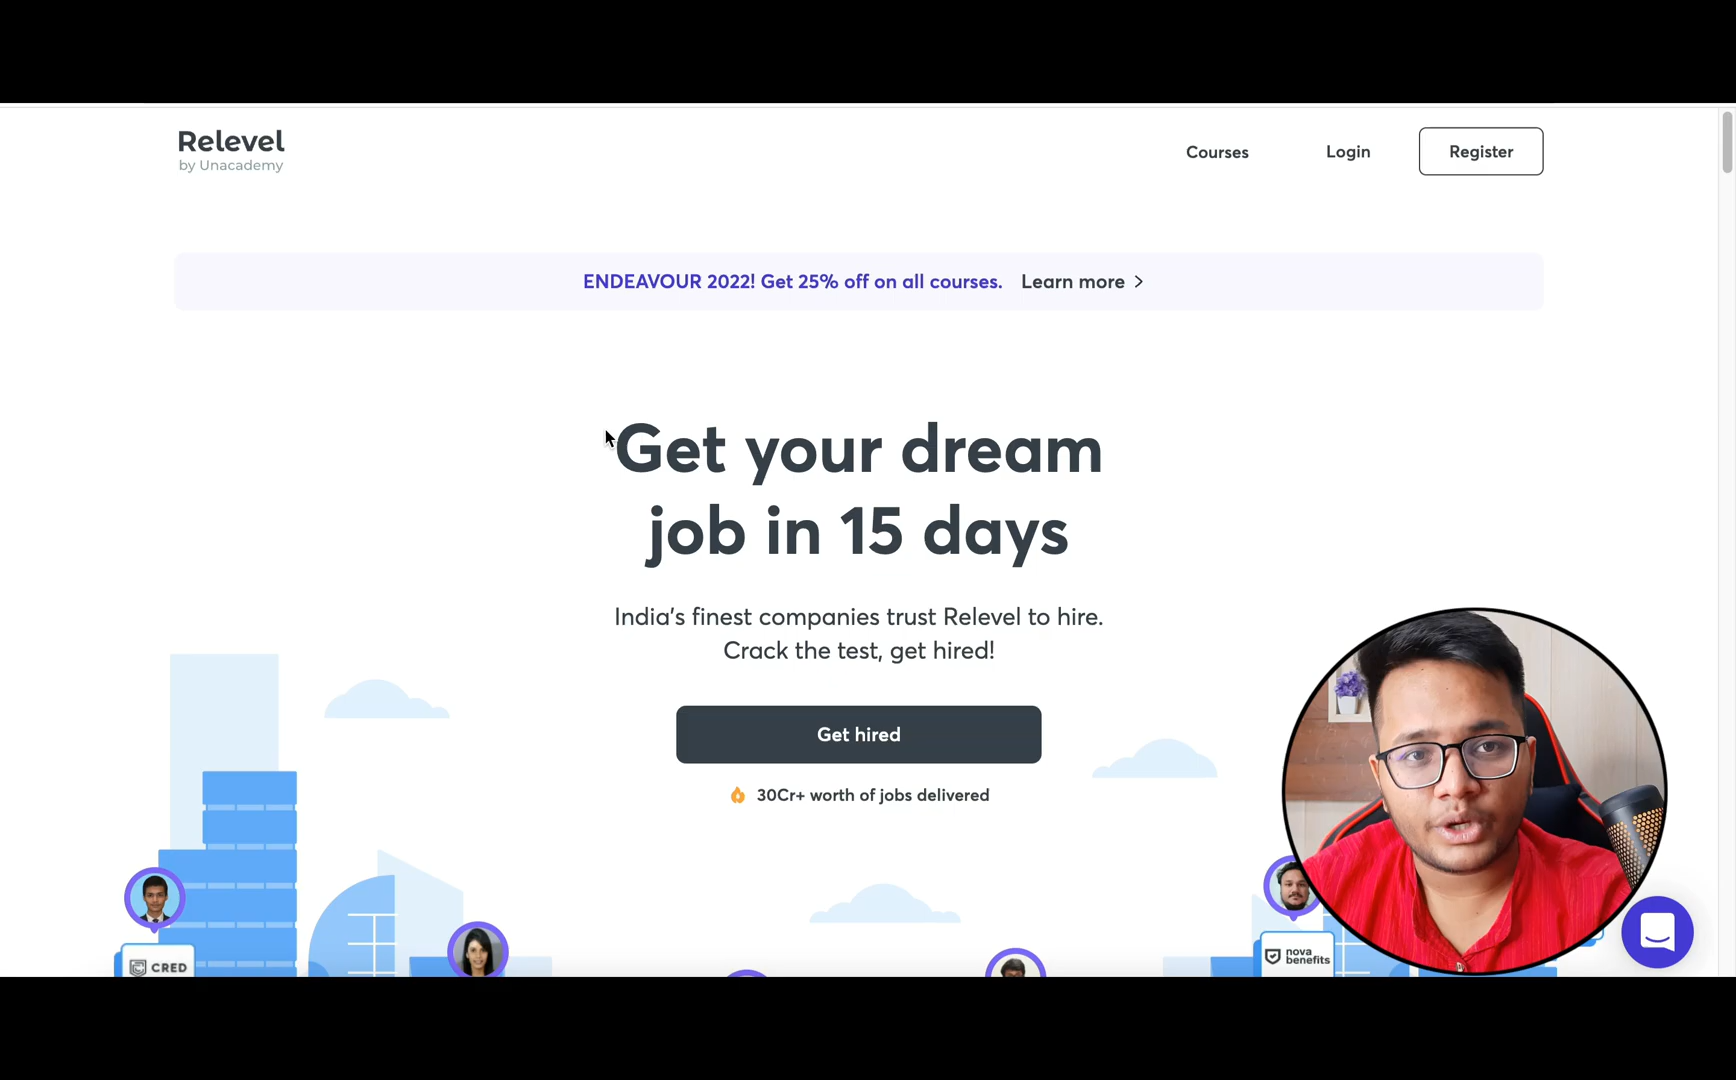 Relevel
by Unacademy
Courses
Login
Register
ENDEAVOUR 2022! Get 25% off on all courses. Learn more >
Get your dream
job in 15 days
India's finest companies trust Relevel to hire.
Crack the test, get hired!
Get hired
30Cr+ worth of jobs delivered
CRED
nova
benefits